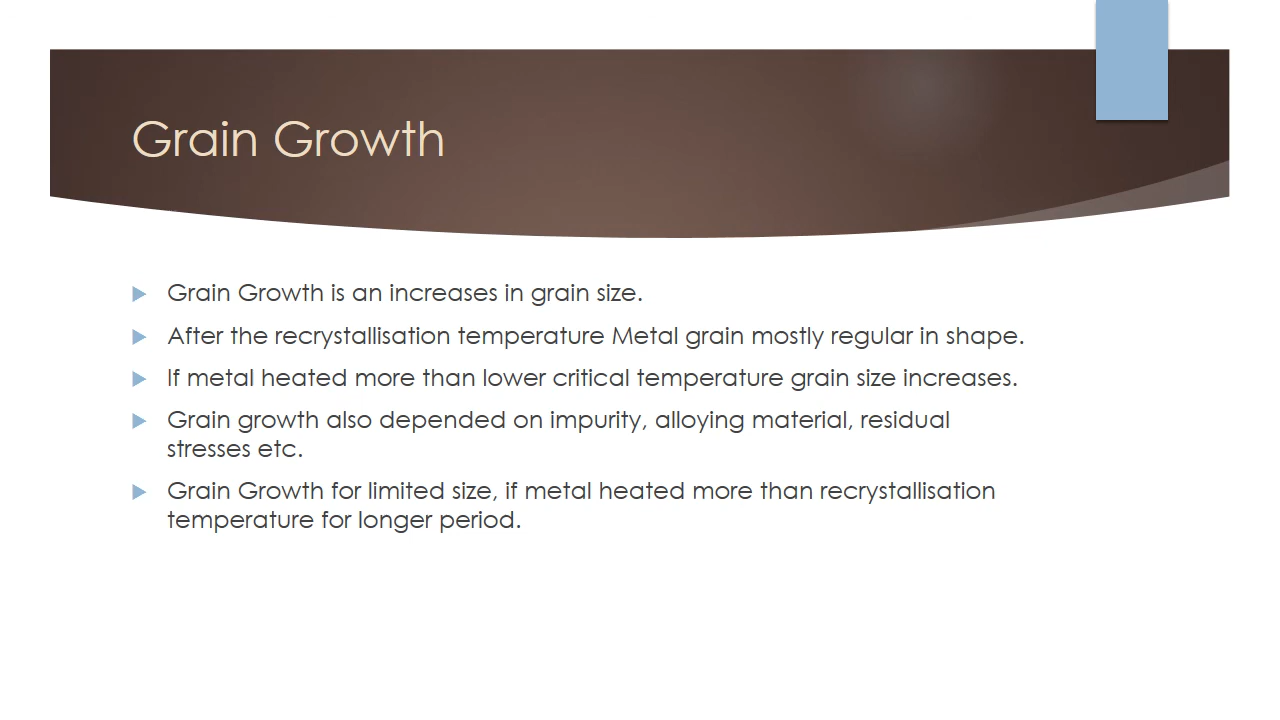 Grain Growth
Grain Growth is an increases in grain size.
After the recrystallisation temperature Metal grain mostly regular in shape.
If metal heated more than lower critical temperature grain size increases.
Grain growth also depended on impurity, alloying material, residual
stresses etc.
Grain Growth for limited size, if metal heated more than recrystallisation
temperature for longer period.